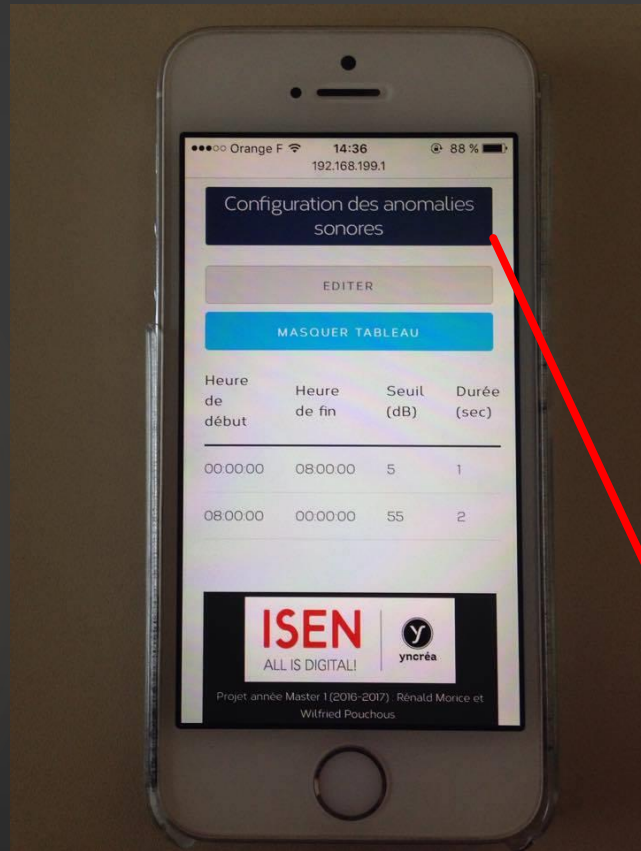 Orange F 14:36 88 %
192.168.199.1
Configuration des anomalies
sonores
EDITER
MASQUER TABLEAU
Heure de début Heure de fin Seuil (dB) Durée (sec)
00:00:00 08:00:00 5 1
08:00:00 00:00:00 55 2
ISEN
ALL IS DIGITAL!
y
yncréa
Projet année Master 1 (2016-2017) : Rénald Morice et
Wilfried Pouchous